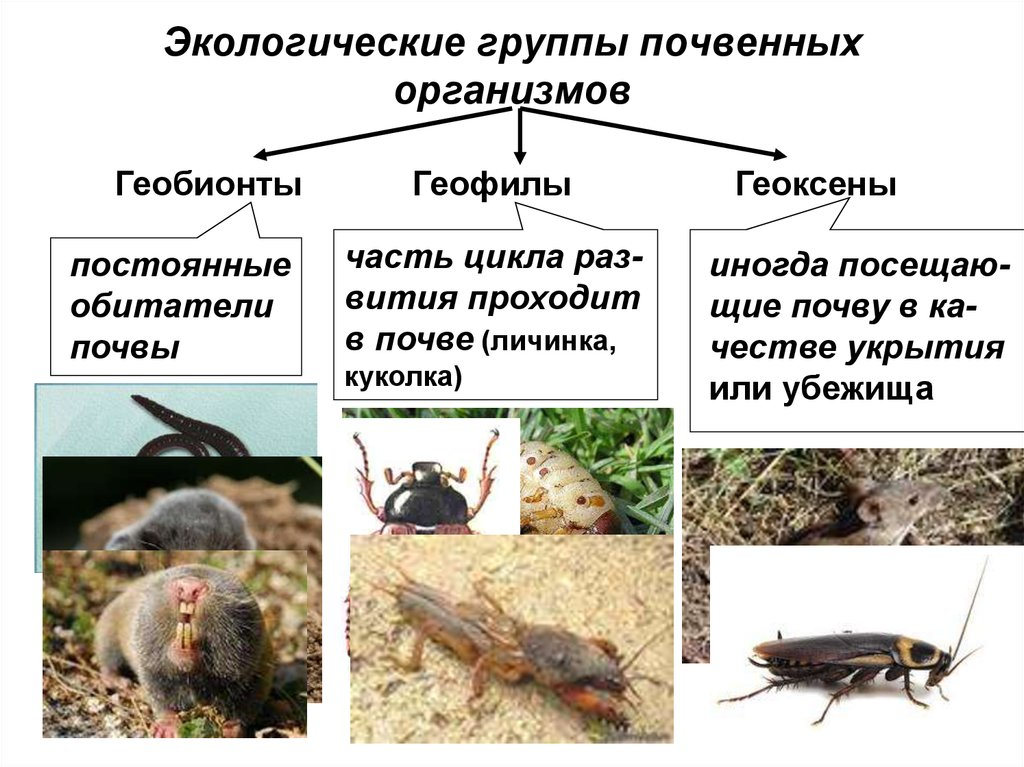 Экологические группы почвенных
организмов
Геобионты
Геофилы
Геоксены
постоянные
обитатели
почвы
часть цикла раз-
вития проходит
в почве (личинка,
куколка)
иногда посещаю-
щие почву в ка-
честве укрытия
или убежища